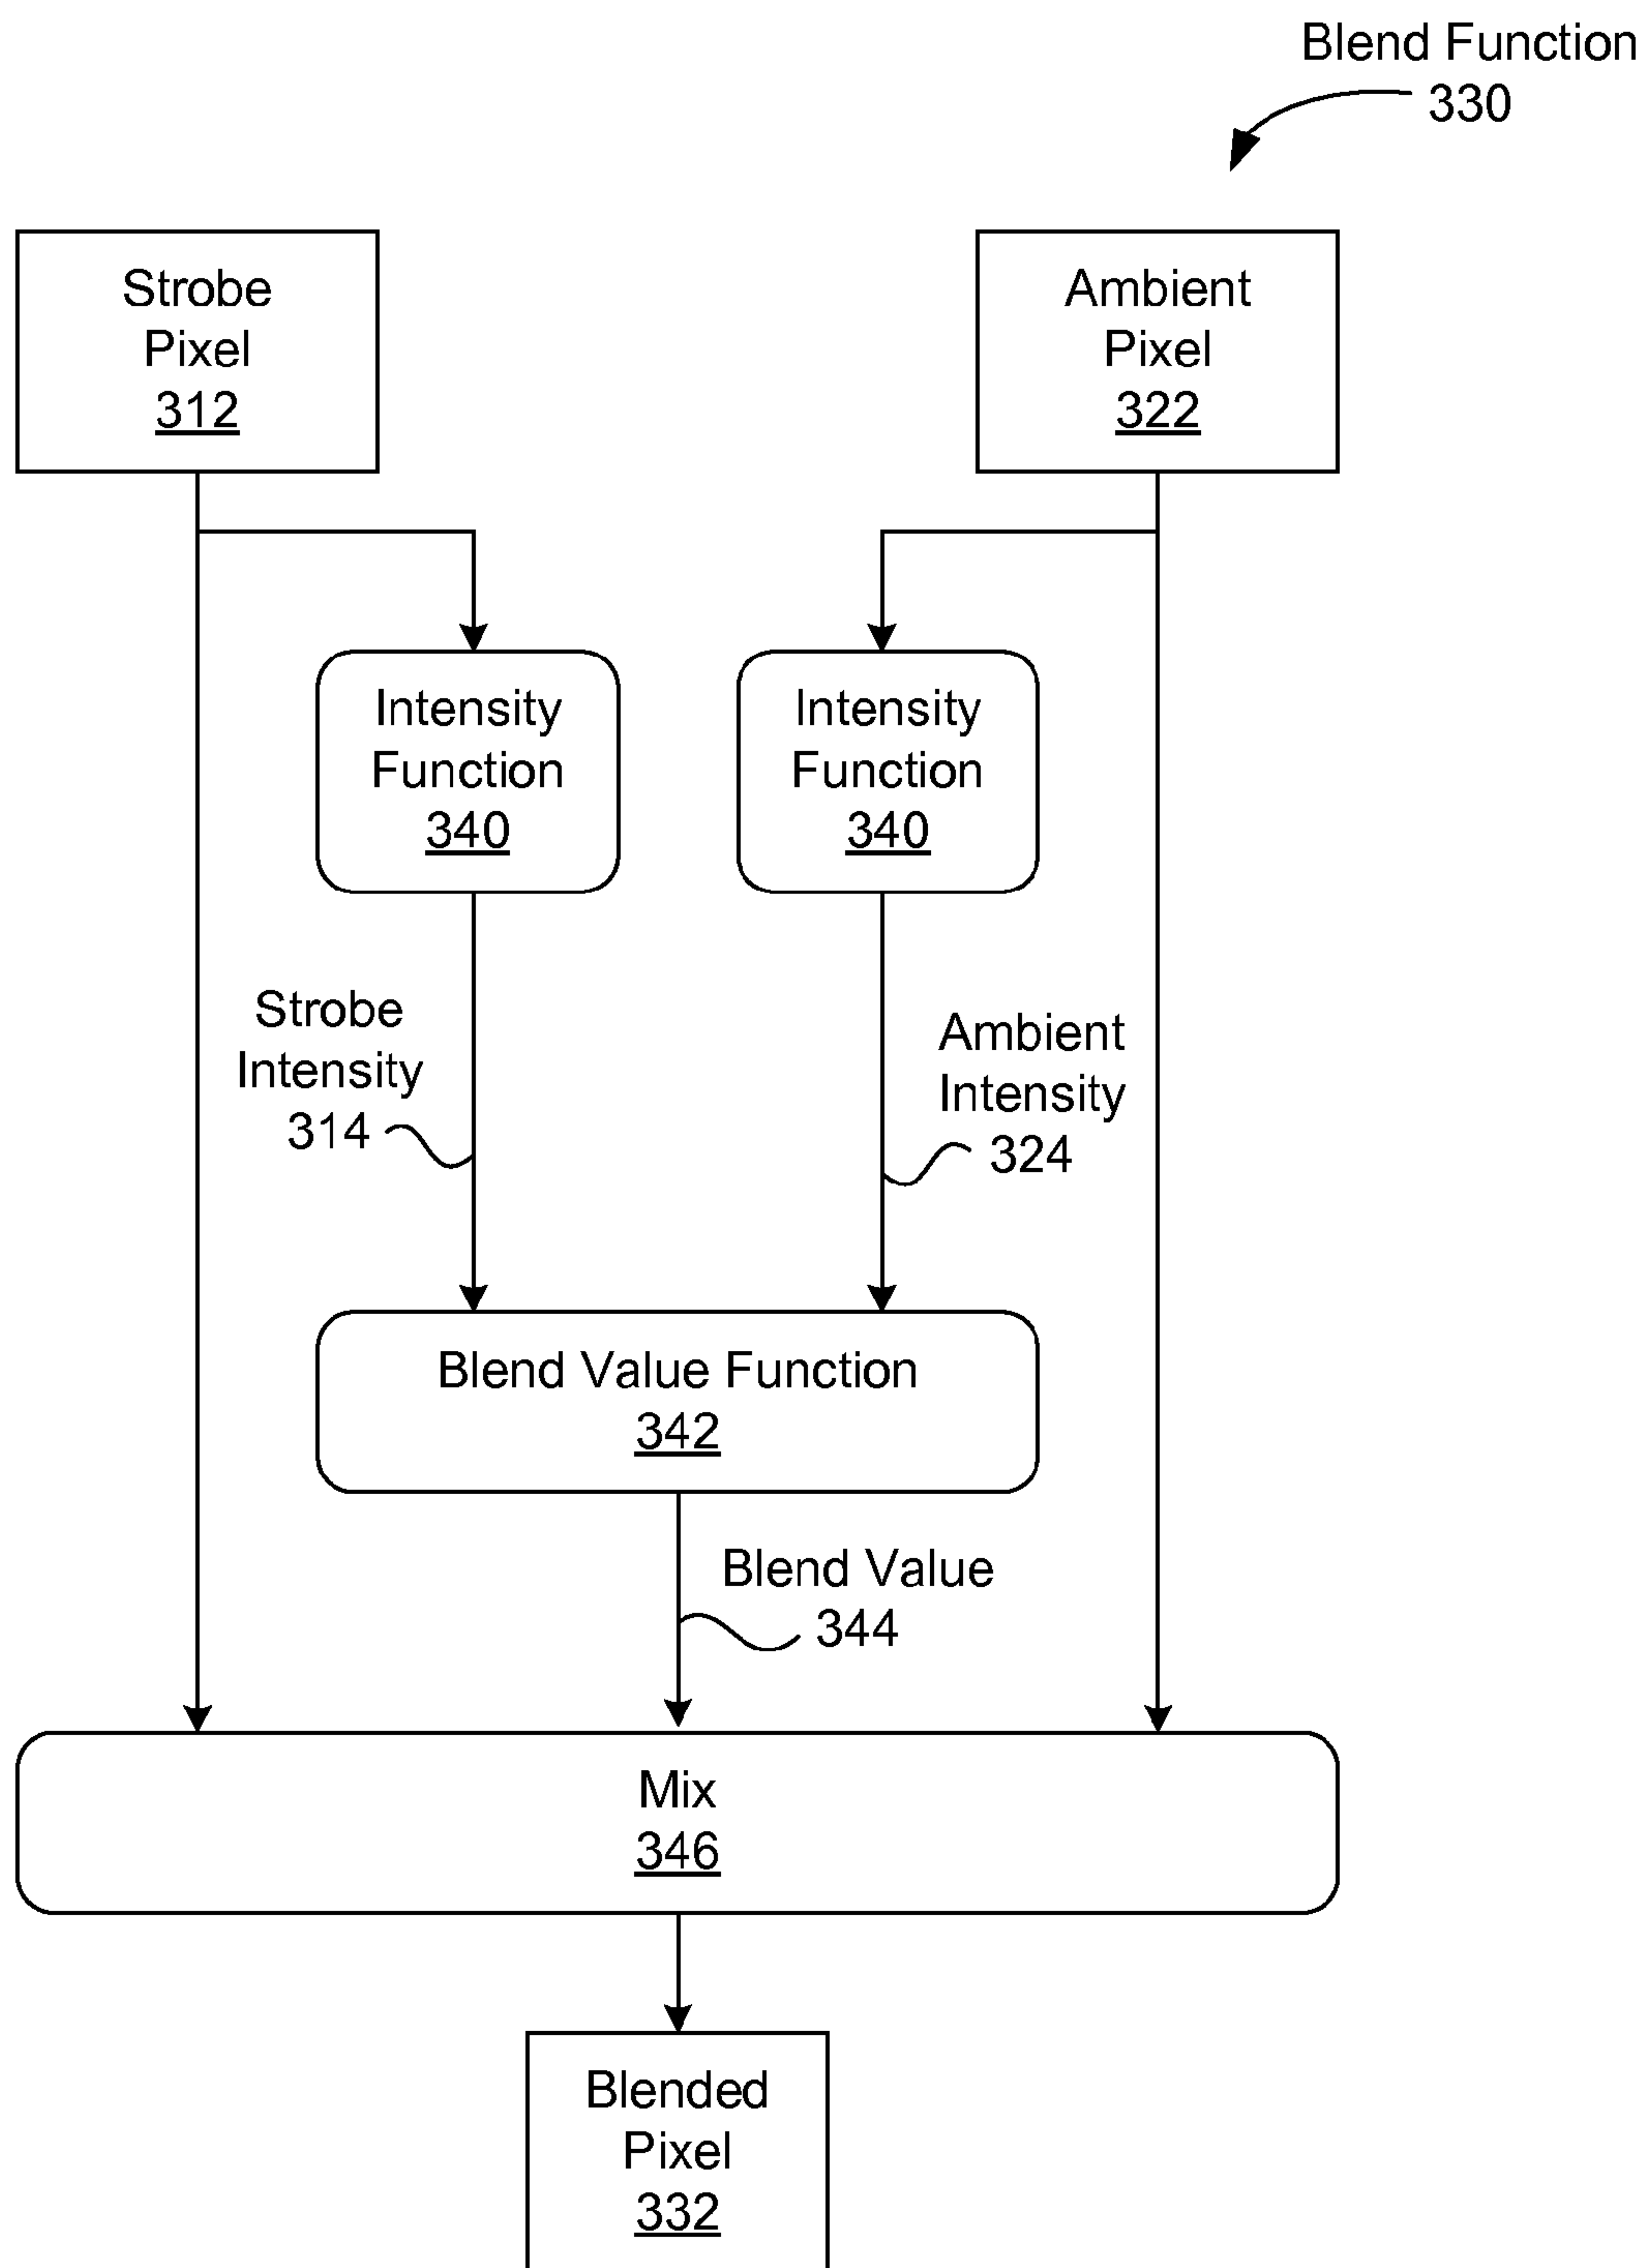 Blend Function
330
Strobe
Pixel
312
Ambient
Pixel
322
Intensity
Function
340
Intensity
Function
340
Strobe
Intensity
314
Ambient
Intensity
324
Blend Value Function
342
Blend Value
344
Mix
346
Blended
Pixel
332